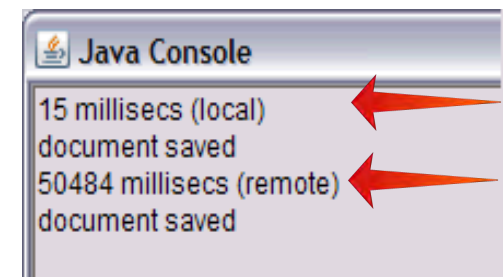 Java Console
15 millisecs (local)
document saved
50484 millisecs (remote)
document saved